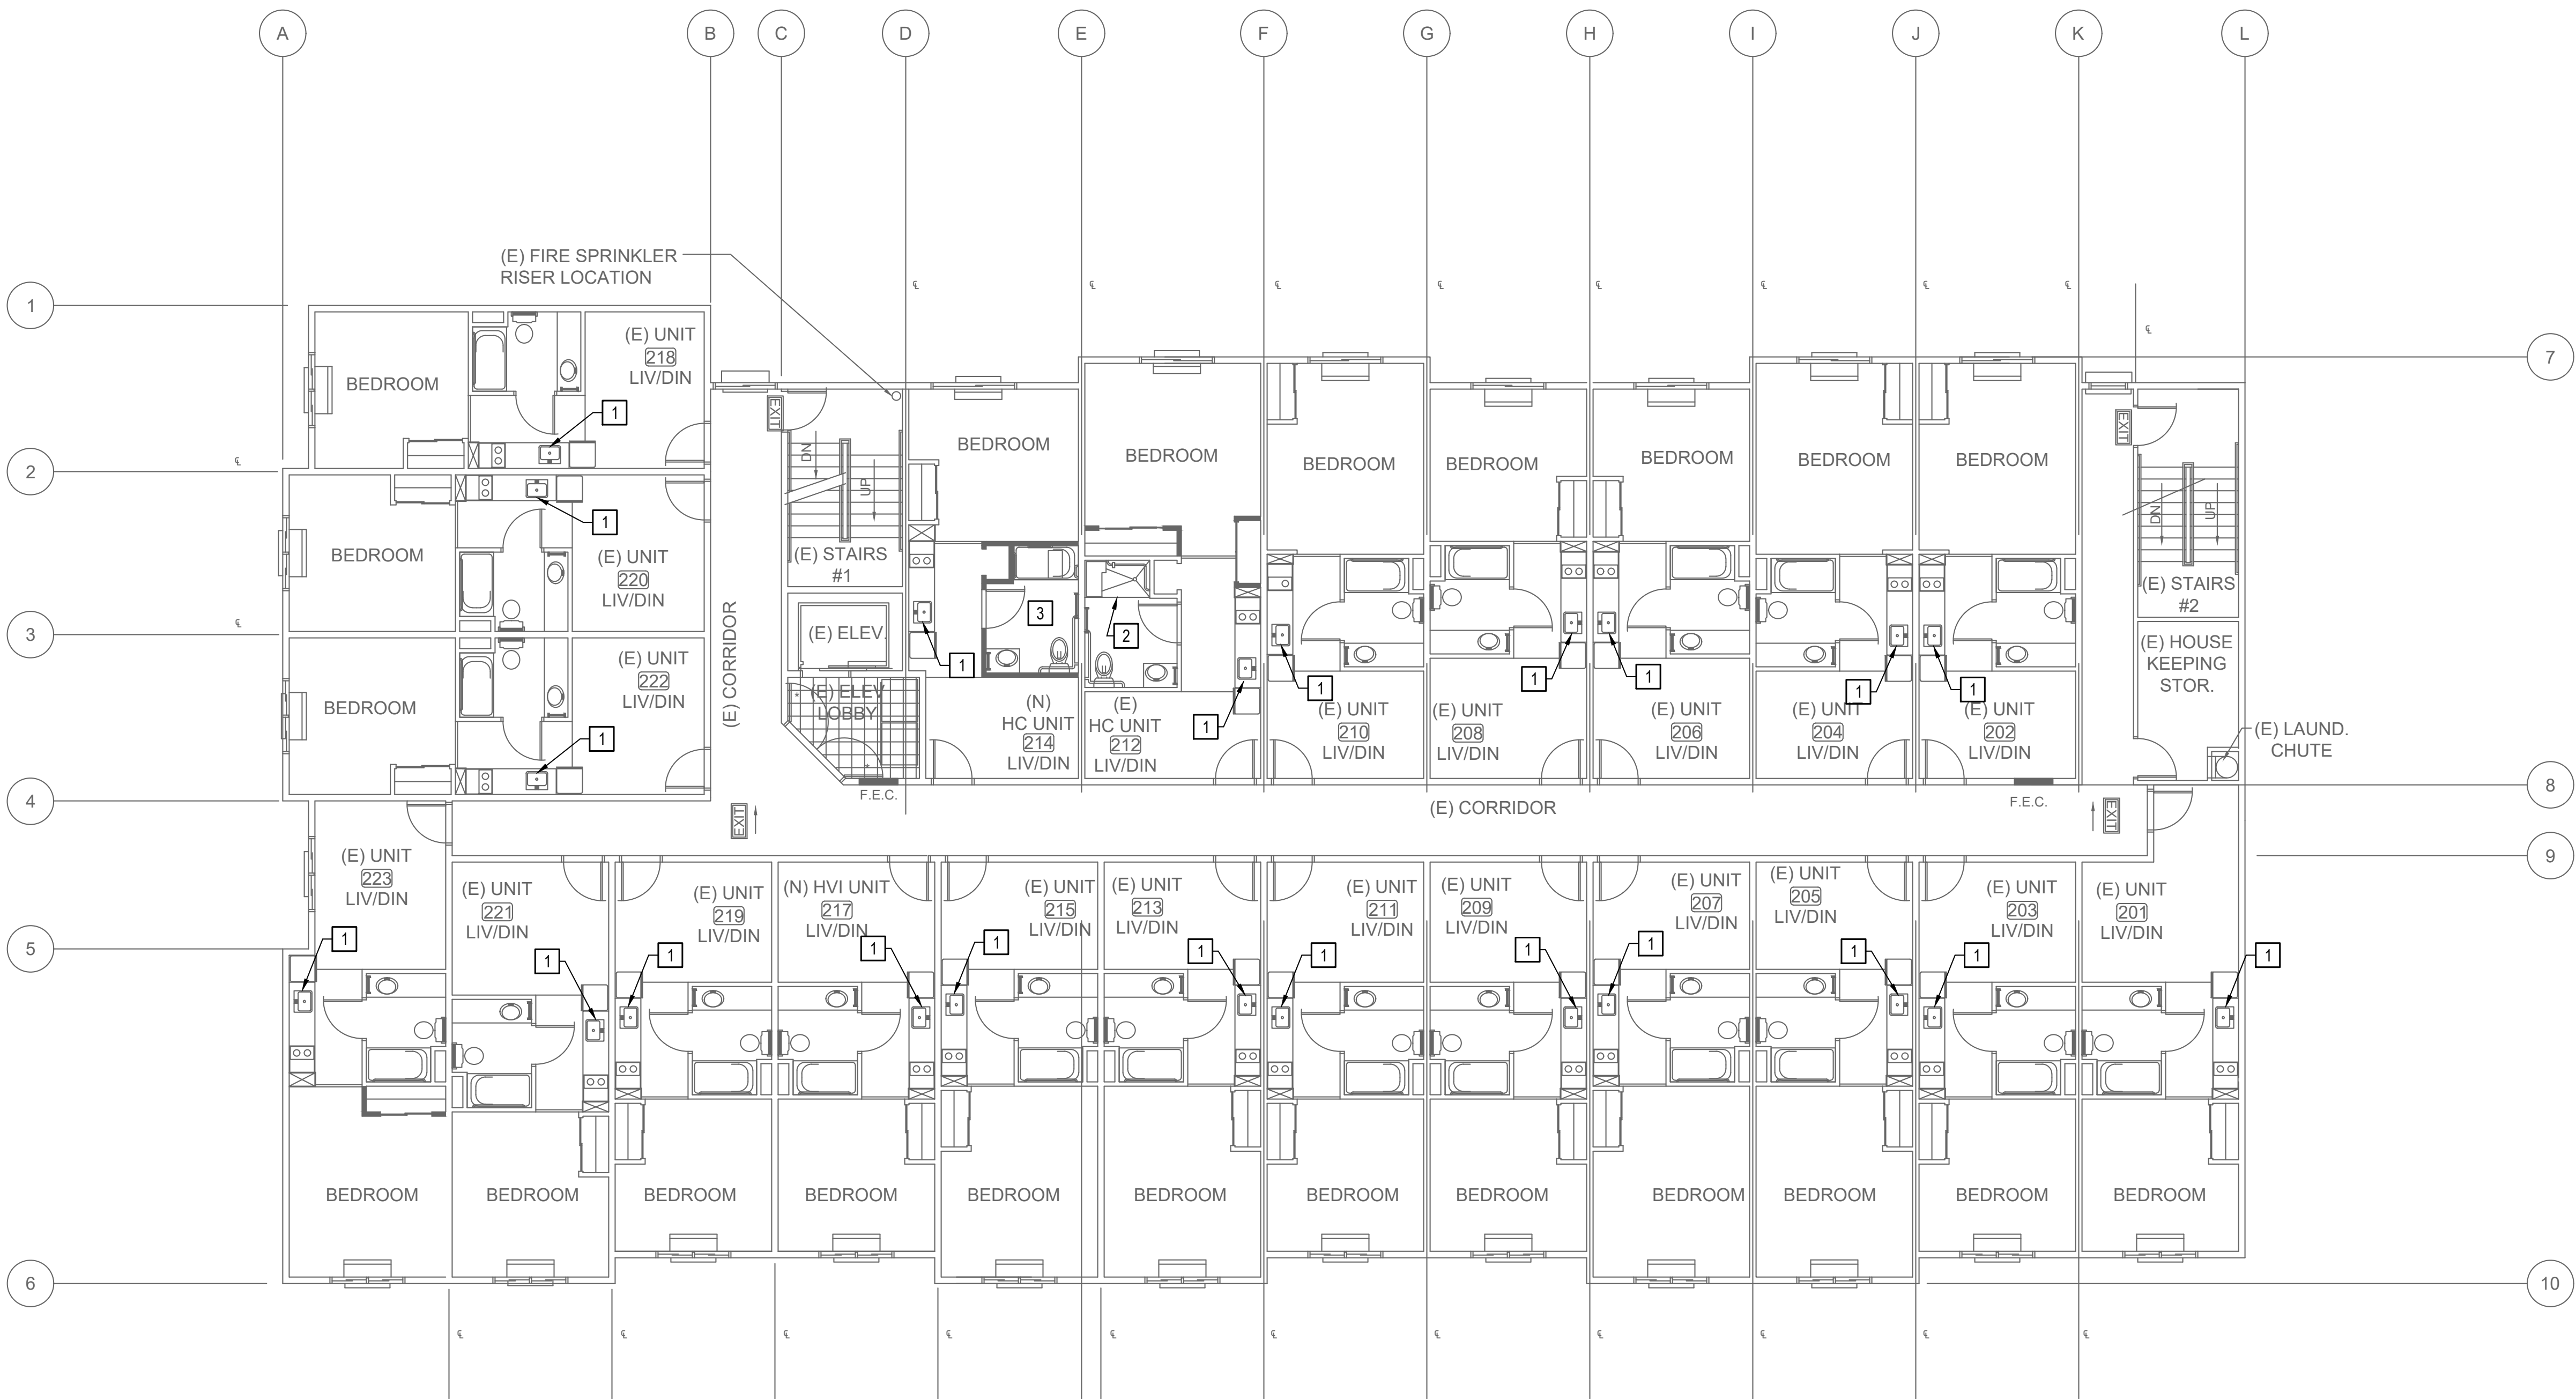 A
B
C
D
E
F
G
H
I
J
K
L
(E) FIRE SPRINKLER
RISER LOCATION
℄
℄
℄
℄
℄
℄
℄
℄
℄
1
7
(E) UNIT
218
LIV/DIN
BEDROOM
1
EXIT
DN
UP
(E) STAIRS
#1
BEDROOM
BEDROOM
BEDROOM
BEDROOM
BEDROOM
BEDROOM
BEDROOM
EXIT
DN
UP
(E) STAIRS
#2
℄
2
1
BEDROOM
(E) UNIT
220
LIV/DIN
℄
3
(E) CORRIDOR
(E) ELEV.
(E) ELEV
LOBBY
(E) UNIT
222
LIV/DIN
BEDROOM
1
1
3
2
1
1
1
1
1
1
(N)
HC UNIT
214
LIV/DIN
(E)
HC UNIT
212
LIV/DIN
(E) UNIT
210
LIV/DIN
(E) UNIT
208
LIV/DIN
(E) UNIT
206
LIV/DIN
(E) UNIT
204
LIV/DIN
(E) UNIT
202
LIV/DIN
(E) HOUSE
KEEPING
STOR.
(E) LAUND.
CHUTE
4
8
F.E.C.
(E) CORRIDOR
F.E.C.
EXIT
EXIT
9
(E) UNIT
223
LIV/DIN
(E) UNIT
221
LIV/DIN
(E) UNIT
219
LIV/DIN
(N) HVI UNIT
217
LIV/DIN
(E) UNIT
215
LIV/DIN
(E) UNIT
213
LIV/DIN
(E) UNIT
211
LIV/DIN
(E) UNIT
209
LIV/DIN
(E) UNIT
207
LIV/DIN
(E) UNIT
205
LIV/DIN
(E) UNIT
203
LIV/DIN
(E) UNIT
201
LIV/DIN
5
1
1
1
1
1
1
1
1
1
1
1
1
BEDROOM
BEDROOM
BEDROOM
BEDROOM
BEDROOM
BEDROOM
BEDROOM
BEDROOM
BEDROOM
BEDROOM
BEDROOM
BEDROOM
6
10
℄
℄
℄
℄
℄
℄
℄
℄
℄
℄
℄